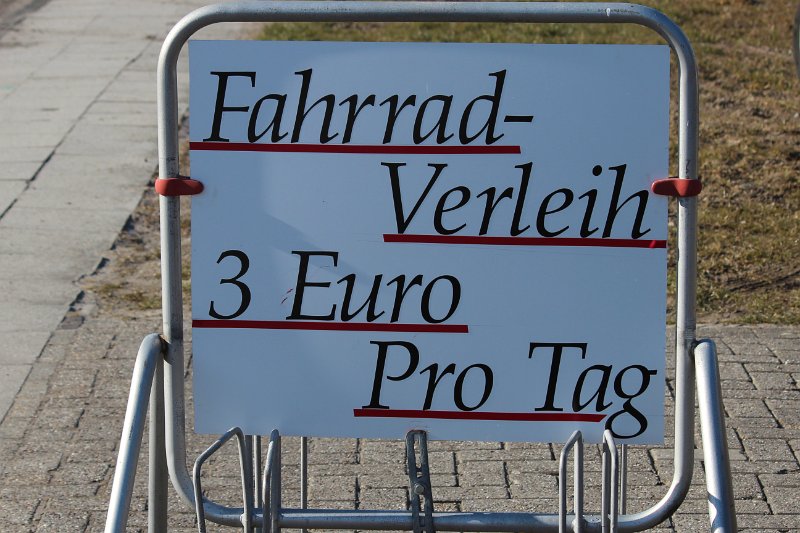 Fahrrad-
Verleih
3 Euro
Pro Tag